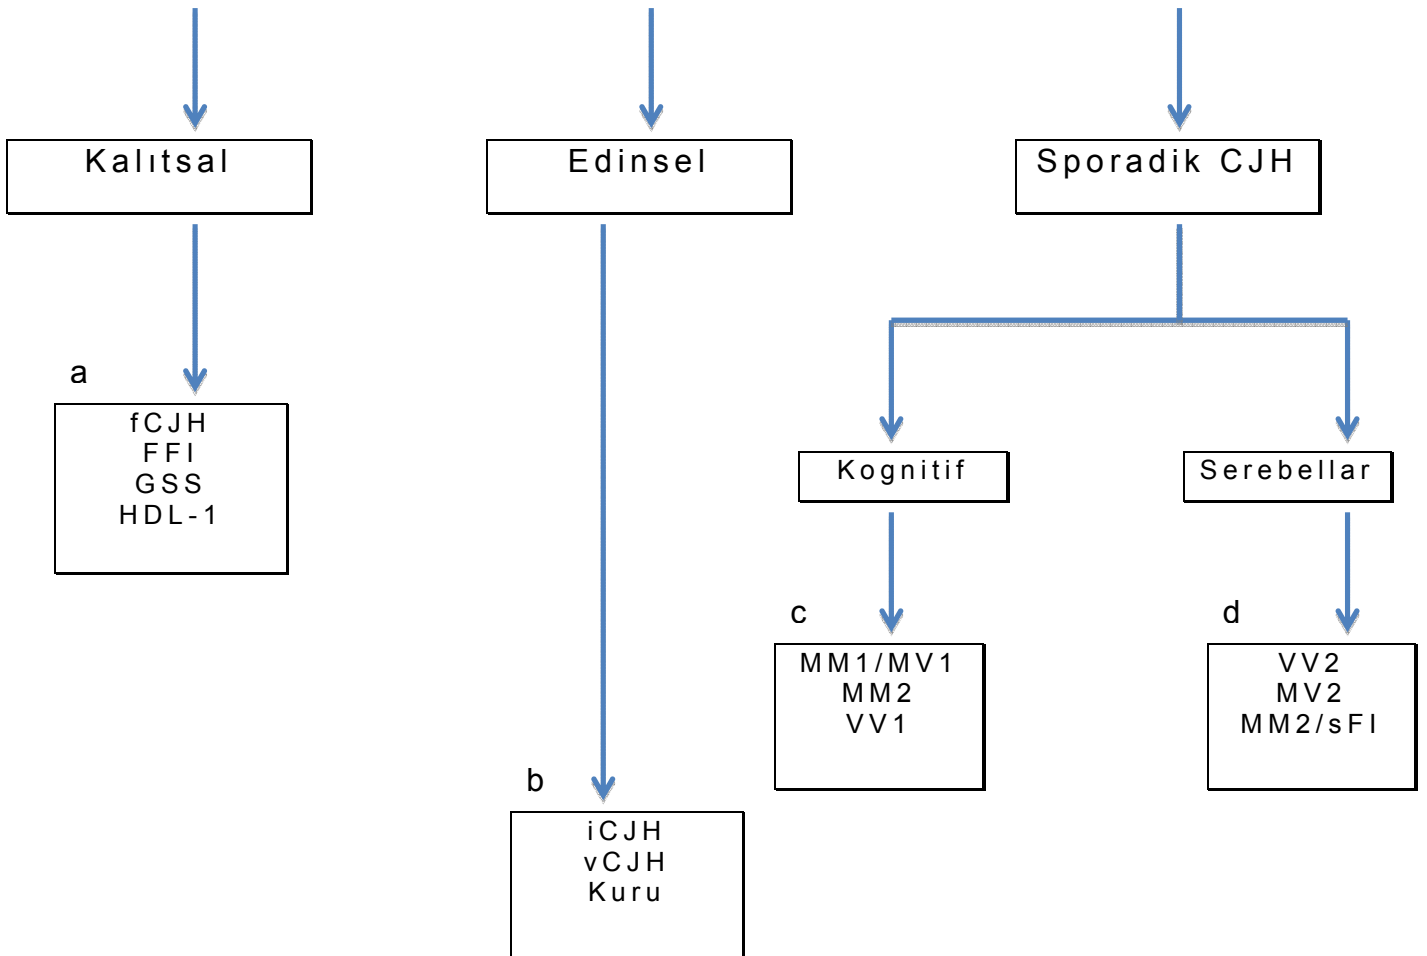 Kalıtsal
Edinsel
Sporadik CJH
a
fCJH
FFI
GSS
HDL-1
Kognitif
Serebellar
c
MM1/MV1
MM2
VV1
d
VV2
MV2
MM2/sFI
b
iCJH
vCJH
Kuru